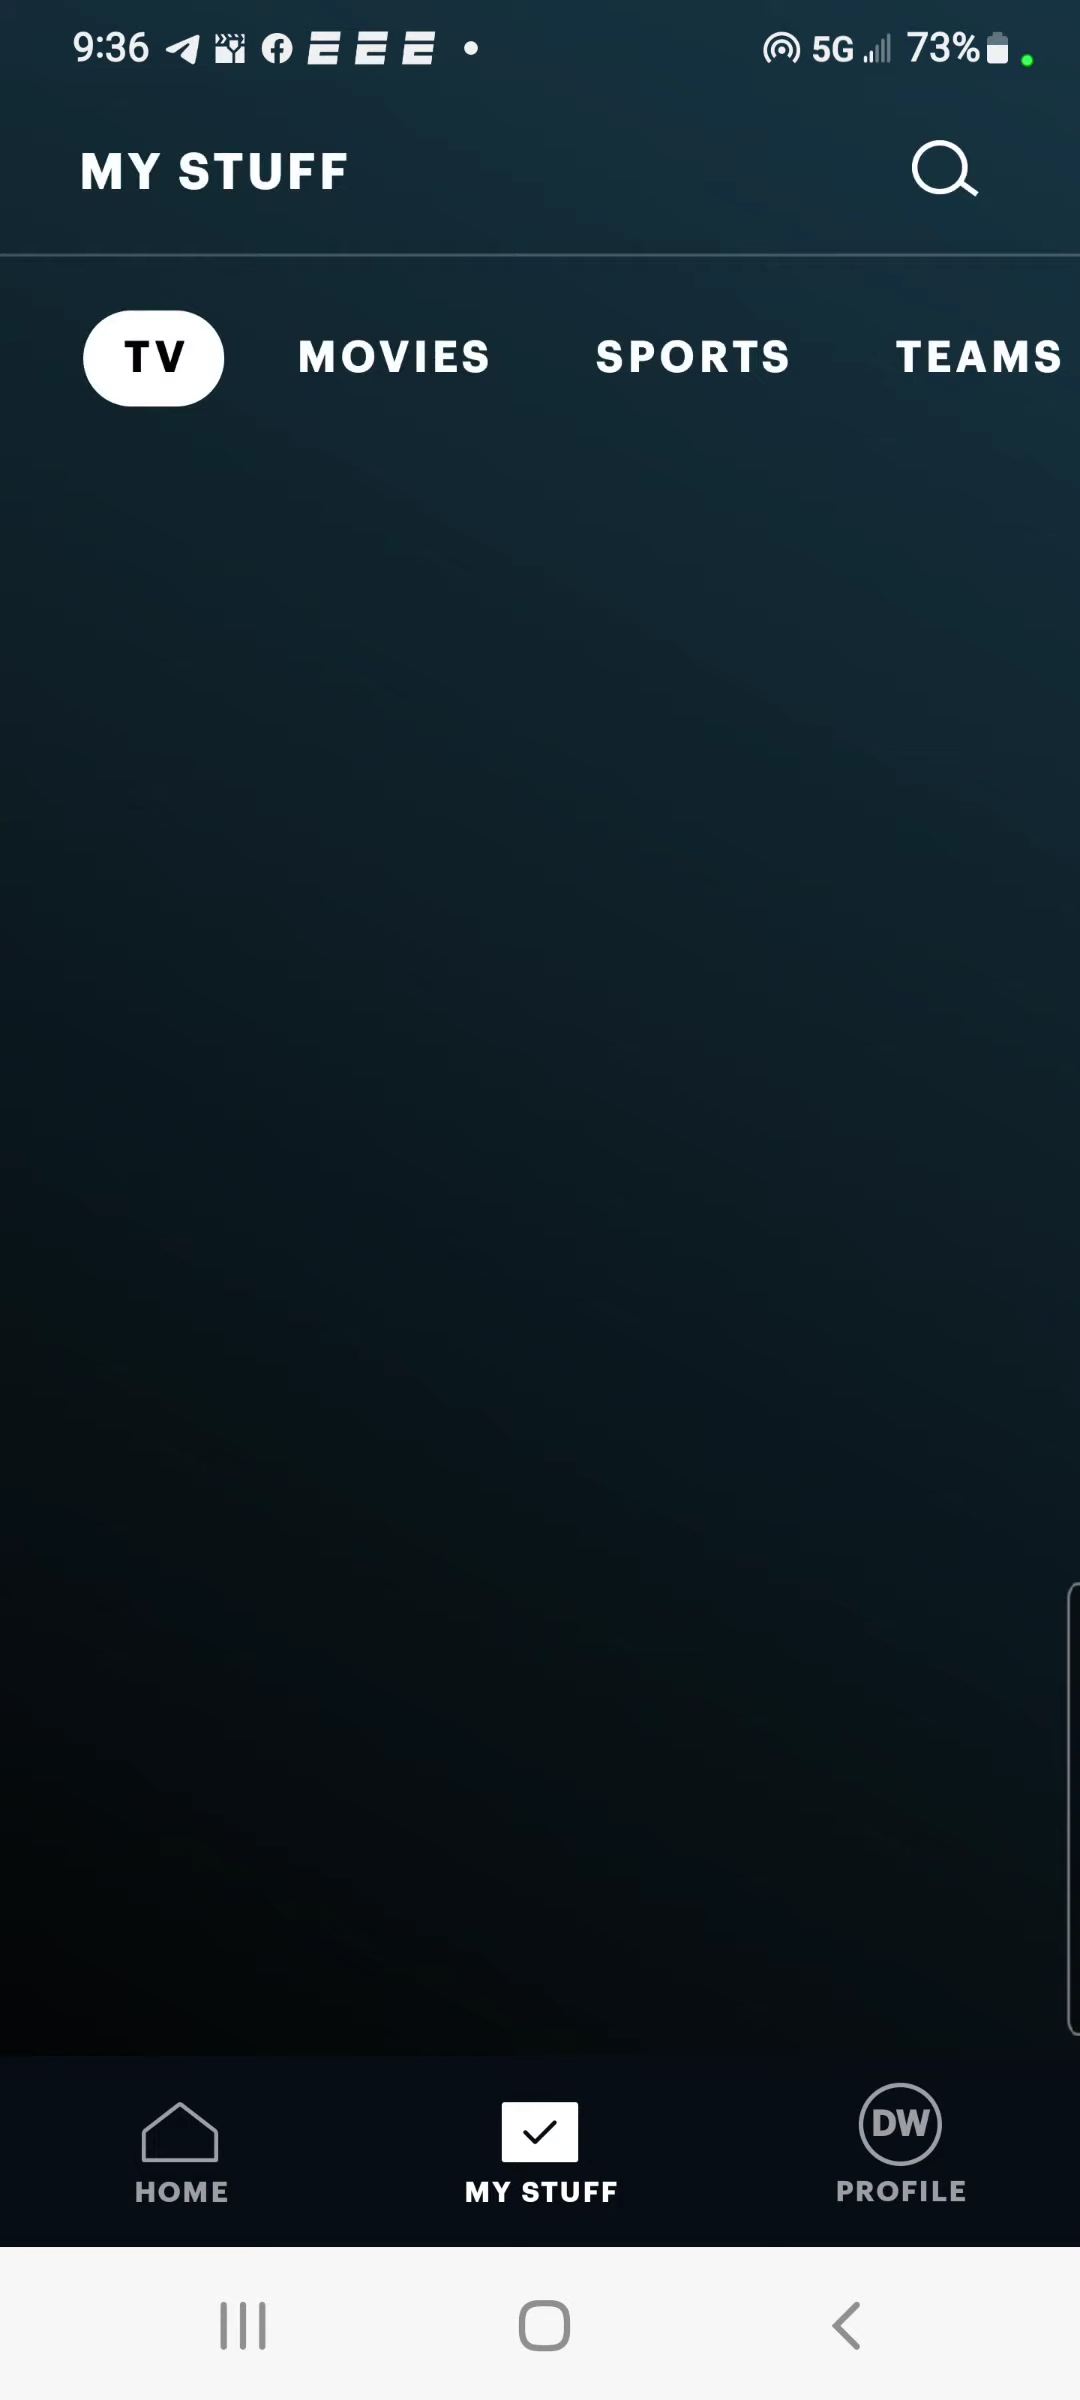 9:36 5G 73%
MY STUFF
TV MOVIES SPORTS TEAMS
DW
HOME MY STUFF PROFILE